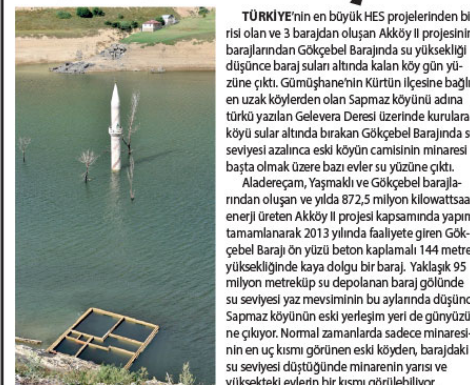 TÜRKİYE'nin en büyük HES projelerinden bi
risi olan ve 3 barajdan oluşan Akköy II projesinin
barajlarından Gökçebel Barajında su yüksekliği
düşünce baraj suları altında kalan köy gün yü-
züne çıktı. Gümüşhane'nin Kürtün ilçesine bağlı
en uzak köylerden olan Sapmaz köyünü adına
türkü yazılan Gelevera Deresi üzerinde kurulara
köyü sular altında bırakan Gökçebel Barajında s
seviyesi azalınca eski köyün camisinin minaresi
başta olmak üzere bazı evler su yüzüne çıktı.
Aladereçam, Yaşmaklı ve Gökçebel barajla-
rından oluşan ve yılda 872,5 milyon kilowattsaa
enerji üreten Akköy II projesi kapsamında yapım
tamamlanarak 2013 yılında faaliyete giren Gök-
çebel Barajı ön yüzü beton kaplamalı 144 metre
yüksekliğinde kaya dolgu bir baraj. Yaklaşık 95
milyon metreküp su depolanan baraj gölünde
su seviyesi yaz mevsiminin bu aylarında düşünc
Sapmaz köyünün eski yerleşim yeri de günyüzü
ne çıkıyor. Normal zamanlarda sadece minaresi-
nin en uç kısmı görünen eski köyden, barajdaki
su seviyesi düştüğünde minarenin yarısı ve
yüksekteki evlerin bir kısmı görülebiliyor.